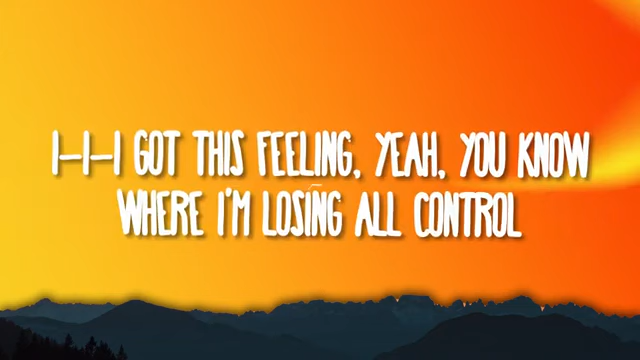 I-I-I GOT THIS FEELING, YEAH, YOU KNOW
WHERE I'M LOSING ALL CONTROL